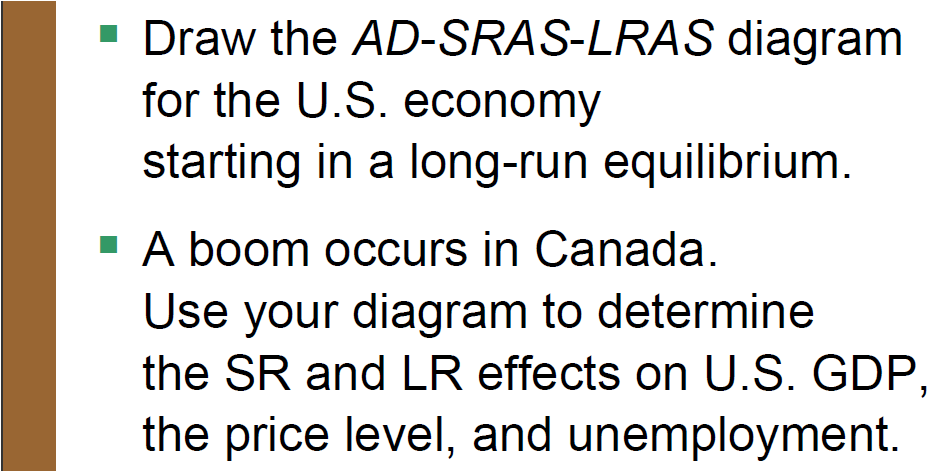 Draw the AD-SRAS-LRAS diagram
for the U.S. economy
starting in a long-run equilibrium.
A boom occurs in Canada.
Use your diagram to determine
the SR and LR effects on U.S. GDP,
the price level, and unemployment.